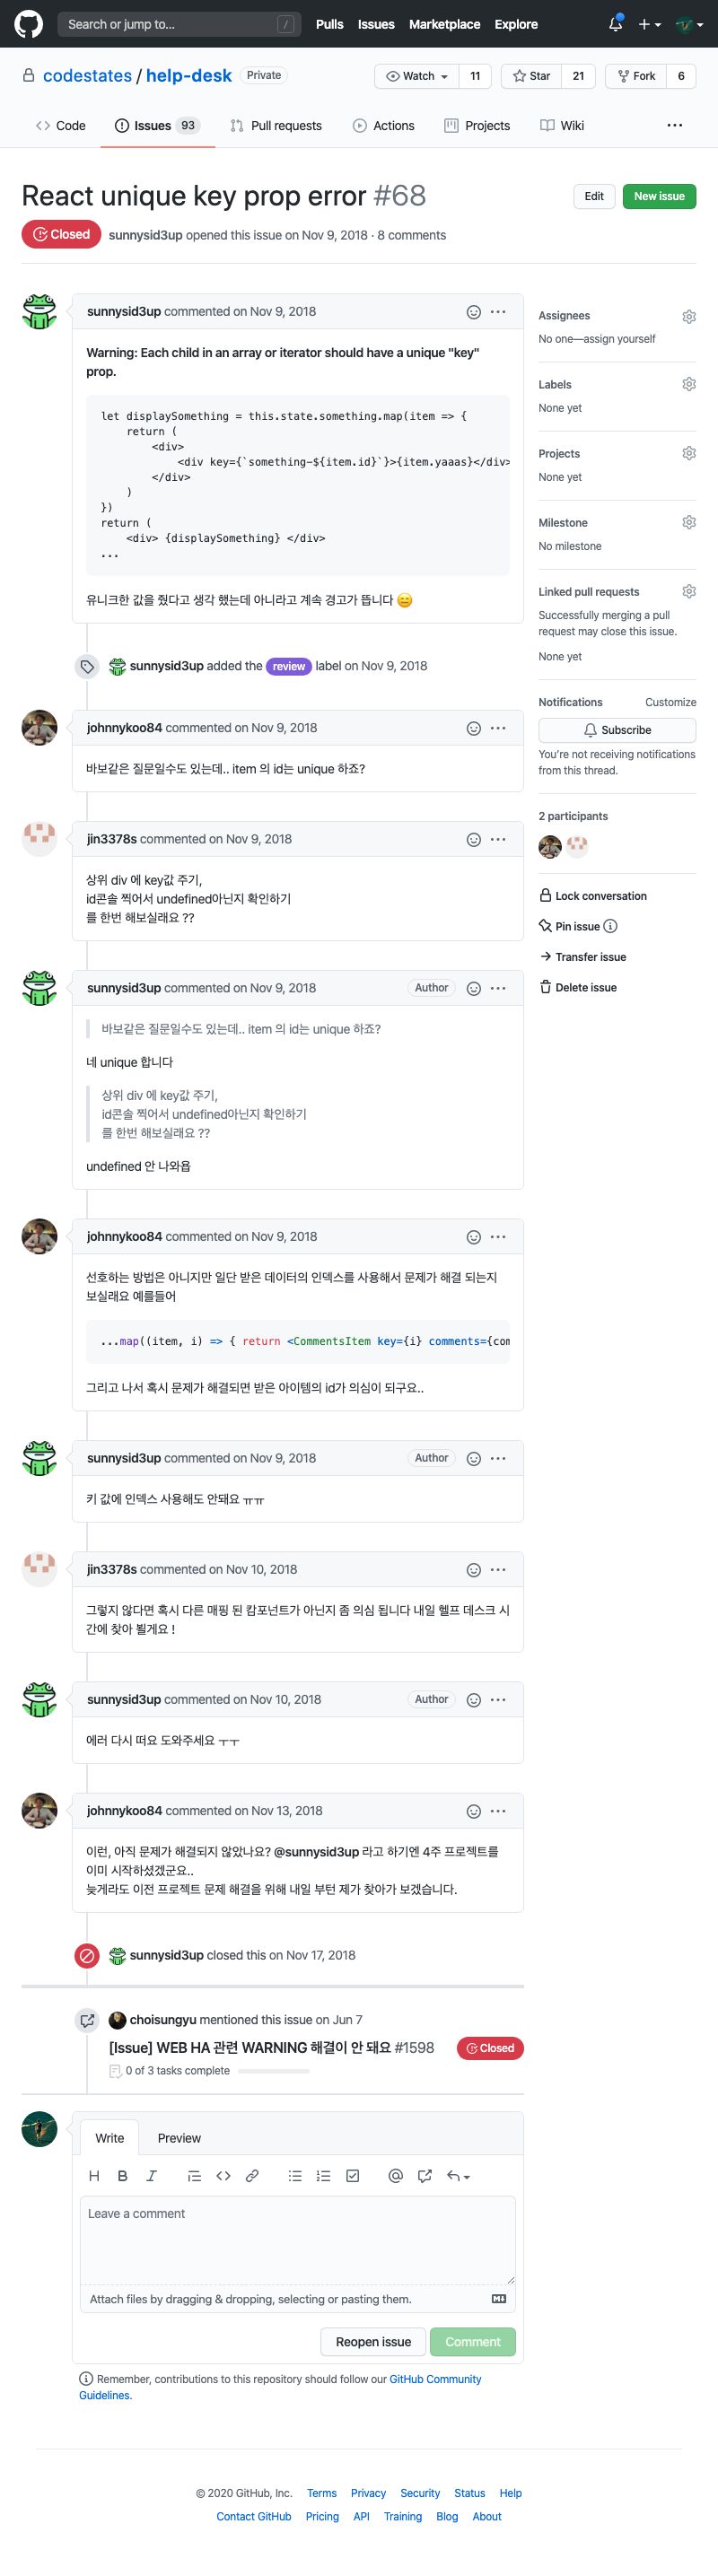 Search or jump to...
/
Pulls Issues Marketplace Explore
codestates / help-desk Private
Watch 11
Star 21
Fork 6
Code
Issues 93
Pull requests
Actions
Projects
Wiki
React unique key prop error #68
Edit
New issue
Closed
sunnysid3up opened this issue on Nov 9, 2018 · 8 comments
sunnysid3up commented on Nov 9, 2018
Warning: Each child in an array or iterator should have a unique "key"
prop.
let displaySomething = this.state.something.map(item => {
return (
<div>
<div key={`something-${item.id}`}>{item.yaaas}</div>
</div>
)
})
return (
<div> {displaySomething} </div>
...
유니크한 값을 줬다고 생각 했는데 아니라고 계속 경고가 뜹니다 😄
sunnysid3up added the review label on Nov 9, 2018
johnnykoo84 commented on Nov 9, 2018
바보같은 질문일수도 있는데.. item 의 id는 unique 하죠?
jin3378s commented on Nov 9, 2018
상위 div 에 key값 주기,
id콘솔 찍어서 undefined아닌지 확인하기
를 한번 해보실래요 ??
sunnysid3up commented on Nov 9, 2018
Author
바보같은 질문일수도 있는데.. item 의 id는 unique 하죠?
네 unique 합니다
상위 div 에 key값 주기,
id콘솔 찍어서 undefined아닌지 확인하기
를 한번 해보실래요 ??
undefined 안 나와욥
johnnykoo84 commented on Nov 9, 2018
선호하는 방법은 아니지만 일단 받은 데이터의 인덱스를 사용해서 문제가 해결 되는지
보실래요 예를들어
...map((item, i) => { return <CommentsItem key={i} comments={com
그리고 나서 혹시 문제가 해결되면 받은 아이템의 id가 의심이 되구요..
sunnysid3up commented on Nov 9, 2018
Author
키 값에 인덱스 사용해도 안돼요 ㅠㅠ
jin3378s commented on Nov 10, 2018
그렇지 않다면 혹시 다른 매핑 된 캄포넌트가 아닌지 좀 의심 됩니다 내일 헬프 데스크 시
간에 찾아 뵐게요 !
sunnysid3up commented on Nov 10, 2018
Author
에러 다시 떠요 도와주세요 ㅜㅜ
johnnykoo84 commented on Nov 13, 2018
이런, 아직 문제가 해결되지 않았나요? @sunnysid3up 라고 하기엔 4주 프로젝트를
이미 시작하셨겠군요..
늦게라도 이전 프로젝트 문제 해결을 위해 내일 부턴 제가 찾아가 보겠습니다.
sunnysid3up closed this on Nov 17, 2018
choisungyu mentioned this issue on Jun 7
[Issue] WEB HA 관련 WARNING 해결이 안 돼요 #1598
Closed
0 of 3 tasks complete
Write
Preview
H B I
Leave a comment
Attach files by dragging & dropping, selecting or pasting them.
Reopen issue
Comment
Remember, contributions to this repository should follow our GitHub Community
Guidelines.
Assignees
No one—assign yourself
Labels
None yet
Projects
None yet
Milestone
No milestone
Linked pull requests
Successfully merging a pull
request may close this issue.
None yet
Notifications
Customize
Subscribe
You're not receiving notifications
from this thread.
2 participants
Lock conversation
Pin issue
Transfer issue
Delete issue
© 2020 GitHub, Inc. Terms Privacy Security Status Help
Contact GitHub Pricing API Training Blog About